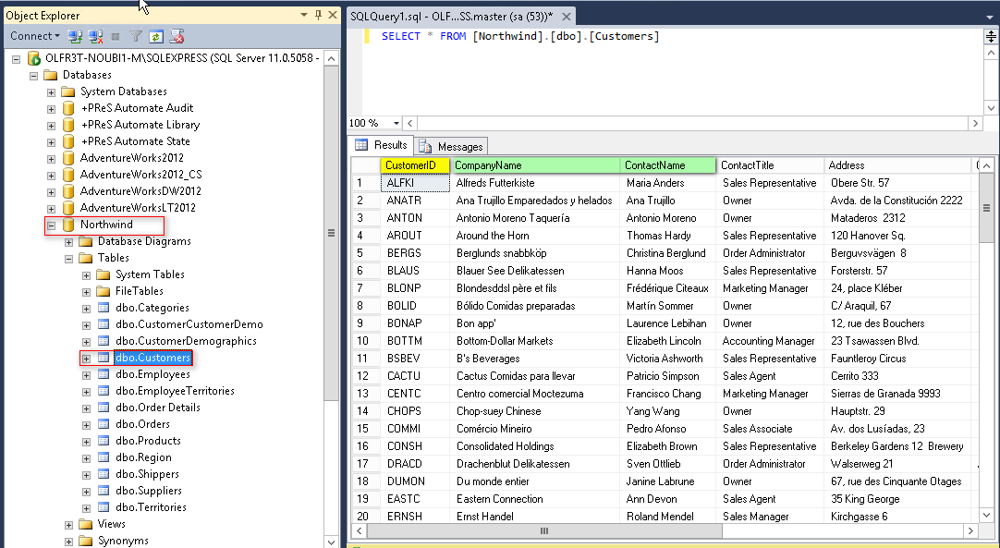 Object Explorer
Connect
OLFR3T-NOUBI1-M\SQLEXPRESS (SQL Server 11.0.5058 -
Databases
System Databases
+PReS Automate Audit
+PReS Automate Library
+PReS Automate State
AdventureWorks2012
AdventureWorks2012_CS
AdventureWorksDW2012
AdventureWorksLT2012
Northwind
Database Diagrams
Tables
System Tables
FileTables
dbo.Categories
dbo.CustomerCustomerDemo
dbo.CustomerDemographics
dbo.Customers
dbo.Employees
dbo.EmployeeTerritories
dbo.Order Details
dbo.Orders
dbo.Products
dbo.Region
dbo.Shippers
dbo.Suppliers
dbo.Territories
Views
Synonyms
SQLQuery1.sql - OLF...SS.master (sa (53))*
SELECT * FROM [Northwind].[dbo].[Customers]
100 %
Results Messages
CustomerID CompanyName ContactName ContactTitle Address
1 ALFKI Alfreds Futterkiste Maria Anders Sales Representative Obere Str. 57
2 ANATR Ana Trujillo Emparedados y helados Ana Trujillo Owner Avda. de la Constitución 2222
3 ANTON Antonio Moreno Taquería Antonio Moreno Owner Mataderos 2312
4 AROUT Around the Horn Thomas Hardy Sales Representative 120 Hanover Sq.
5 BERGS Berglunds snabbköp Christina Berglund Order Administrator Berguvsvägen 8
6 BLAUS Blauer See Delikatessen Hanna Moos Sales Representative Forsterstr. 57
7 BLONP Blondesddsl père et fils Frédérique Citeaux Marketing Manager 24, place Kléber
8 BOLID Bólido Comidas preparadas Martín Sommer Owner C/ Araquil, 67
9 BONAP Bon app' Laurence Lebihan Owner 12, rue des Bouchers
10 BOTTM Bottom-Dollar Markets Elizabeth Lincoln Accounting Manager 23 Tsawassen Blvd.
11 BSBEV B's Beverages Victoria Ashworth Sales Representative Fauntleroy Circus
12 CACTU Cactus Comidas para llevar Patricio Simpson Sales Agent Cerrito 333
13 CENTC Centro comercial Moctezuma Francisco Chang Marketing Manager Sierras de Granada 9993
14 CHOPS Chop-suey Chinese Yang Wang Owner Hauptstr. 29
15 COMMI Comércio Mineiro Pedro Afonso Sales Associate Av. dos Lusíadas, 23
16 CONSH Consolidated Holdings Elizabeth Brown Sales Representative Berkeley Gardens 12 Brewery
17 DRACD Drachenblut Delikatessen Sven Ottlieb Order Administrator Walserweg 21
18 DUMON Du monde entier Janine Labrune Owner 67, rue des Cinquante Otages
19 EASTC Eastern Connection Ann Devon Sales Agent 35 King George
20 ERNSH Ernst Handel Roland Mendel Sales Manager Kirchgasse 6